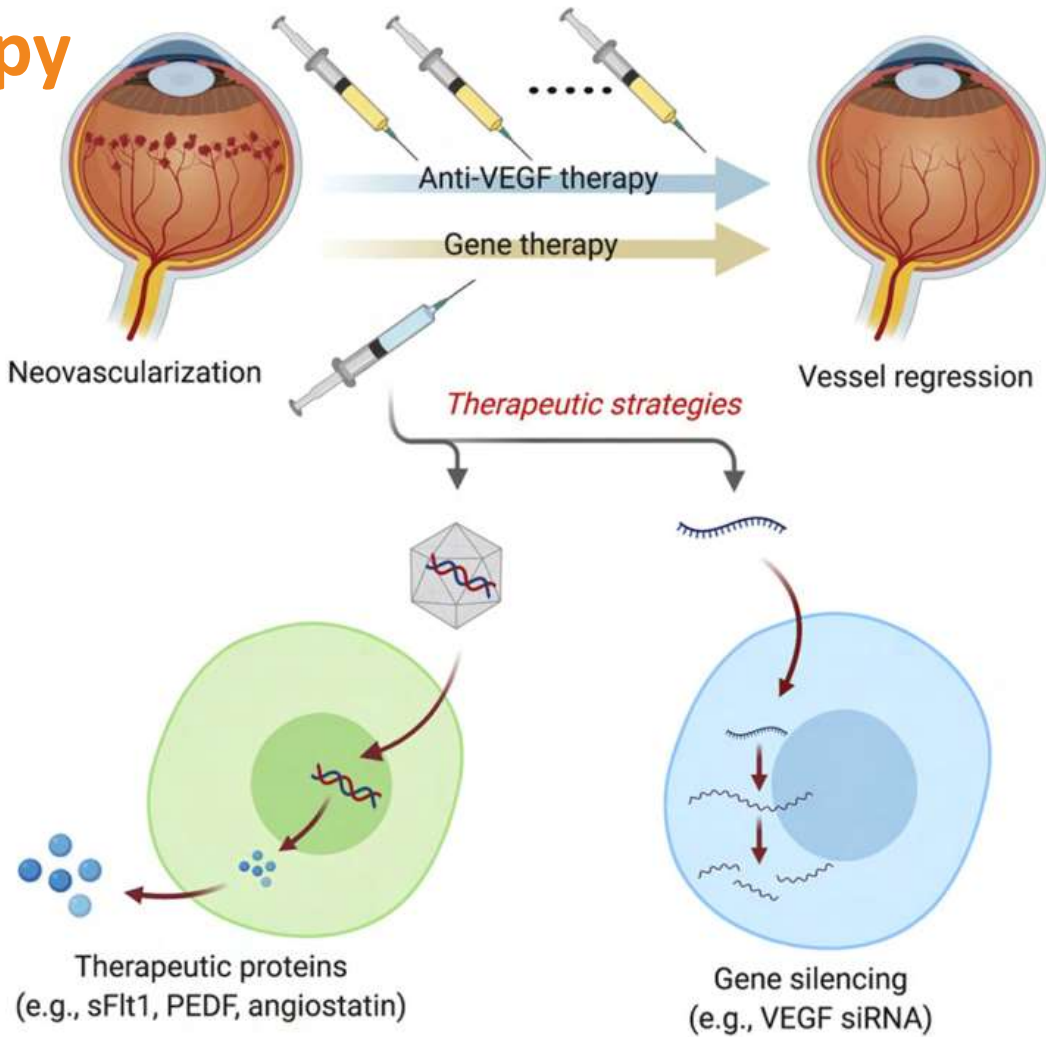 py
Anti-VEGF therapy
Gene therapy
Neovascularization
Vessel regression
Therapeutic strategies
Therapeutic proteins
(e.g., sFlt1, PEDF, angiostatin)
Gene silencing
(e.g., VEGF siRNA)